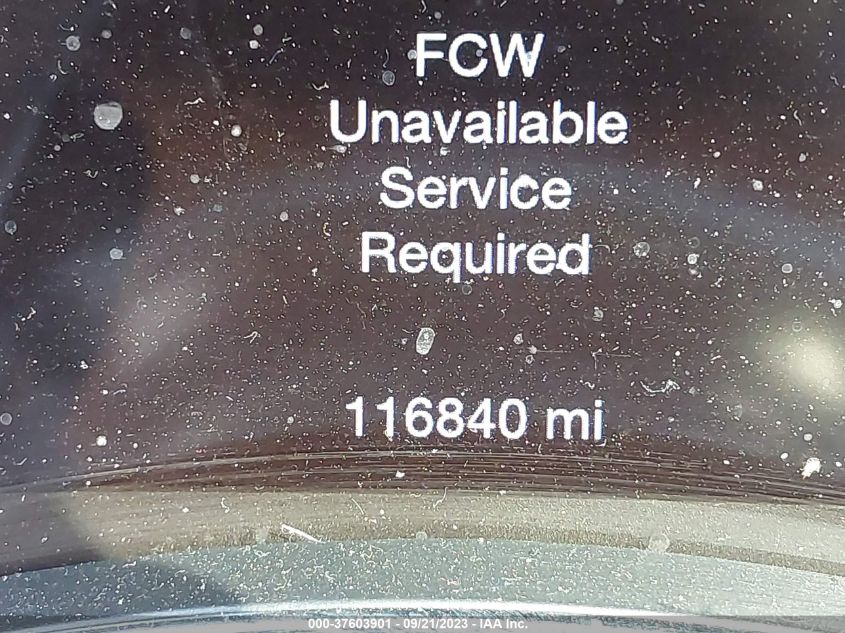 FCW
Unavailable
Service
Required
116840 mi
000-37603901 - 09/21/2023 - IAA Inc.